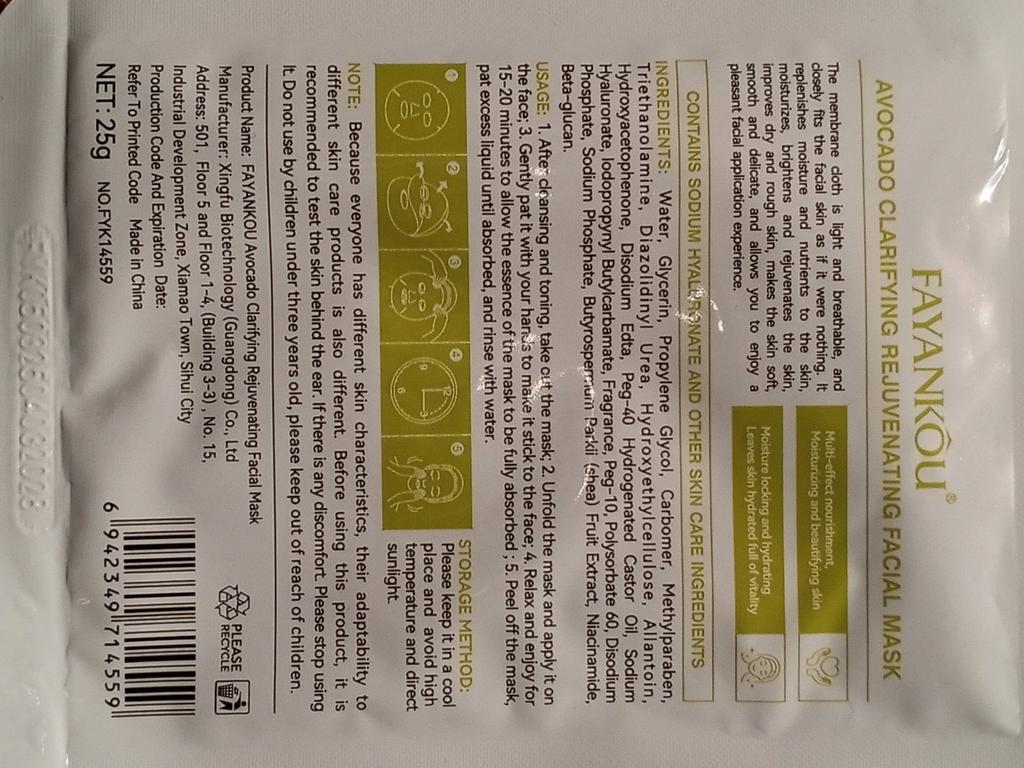 FAYANKÔU®
AVOCADO CLARIFYING REJUVENATING FACIAL MASK
The membrane cloth is light and breathable, and
closely fits the facial skin as if it were nothing. It
replenishes moisture and nutrients to the skin,
moisturizes, brightens and rejuvenates the skin,
improves dry and rough skin, makes the skin soft,
smooth and delicate, and allows you to enjoy a
pleasant facial application experience.
Multi-effect nourishment,
Moisturizing and beautifying skin
Moisture locking and hydrating
Leaves skin hydrated full of vitality
CONTAINS SODIUM HYALURONATE AND OTHER SKIN CARE INGREDIENTS
INGREDIENTS: Water, Glycerin, Propylene Glycol, Carbomer, Methylparaben,
Triethanolamine, Diazolidinyl Urea, Hydroxyethylcellulose, Allantoin,
Hydroxyacetophenone, Disodium Edta, Peg-40 Hydrogenated Castor Oil, Sodium
Hyaluronate, Iodopropynyl Butylcarbamate, Fragrance, Peg-10, Polysorbate 60, Disodium
Phosphate, Sodium Phosphate, Butyrospermum Parkii (shea) Fruit Extract, Niacinamide,
Beta-glucan.
USAGE: 1. After cleansing and toning, take out the mask; 2. Unfold the mask and apply it on
the face; 3. Gently pat it with your hands to make it stick to the face; 4. Relax and enjoy for
15-20 minutes to allow the essence of the mask to be fully absorbed ; 5. Peel off the mask,
pat excess liquid until absorbed, and rinse with water.
1 2 3 4 5
12
9 3
6
STORAGE METHOD:
Please keep it in a cool
place and avoid high
temperature and direct
sunlight.
NOTE: Because everyone has different skin characteristics, their adaptability to
different skin care products is also different. Before using this product, it is
recommended to test the skin behind the ear. If there is any discomfort. Please stop using
it. Do not use by children under three years old, please keep out of reach of children.
Product Name: FAYANKOU Avocado Clarifying Rejuvenating Facial Mask
Manufacturer: Xingfu Biotechnology (Guangdong) Co., Ltd
Address: 501, Floor 5 and Floor 1-4, (Building 3-3) , No. 15,
Industrial Development Zone, Xiamao Town, Sihui City
Production Code And Expiration Date:
Refer To Printed Code Made in China
NET: 25g NO.FYK14559
PLEASE
RECYCLE
6 942349 714559